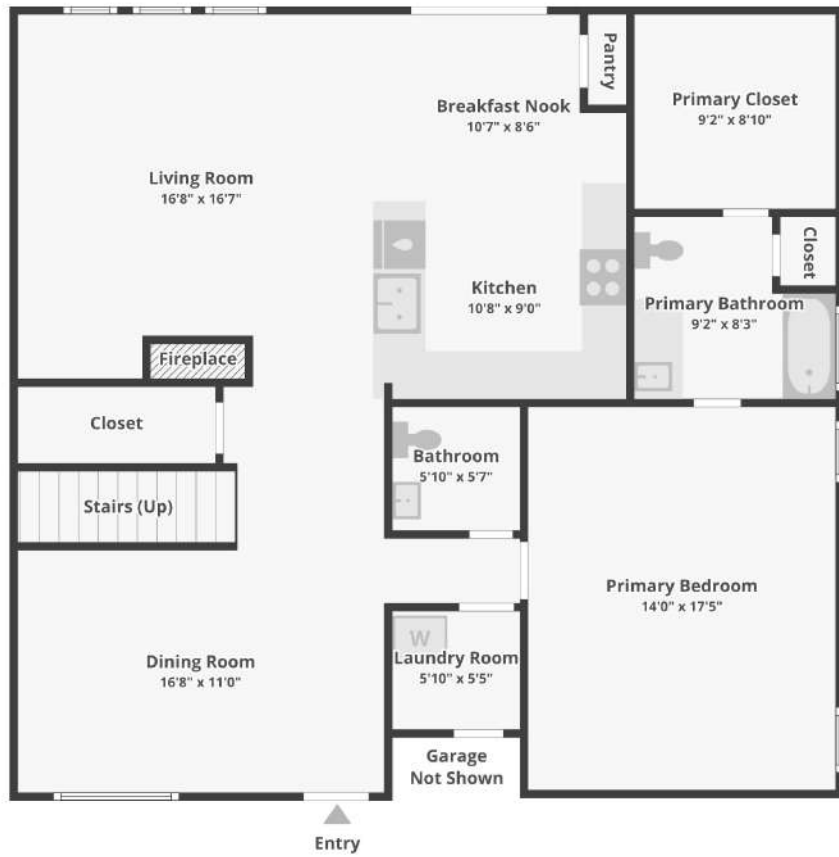 Pantry
Primary Closet
9'2" x 8'10"
Breakfast Nook
10'7" x 8'6"
Living Room
16'8" x 16'7"
Closet
Kitchen
10'8" x 9'0"
Primary Bathroom
9'2" x 8'3"
Fireplace
Closet
Bathroom
5'10" x 5'7"
Stairs (Up)
Primary Bedroom
14'0" x 17'5"
W
Laundry Room
5'10" x 5'5"
Dining Room
16'8" x 11'0"
Garage
Not Shown
Entry